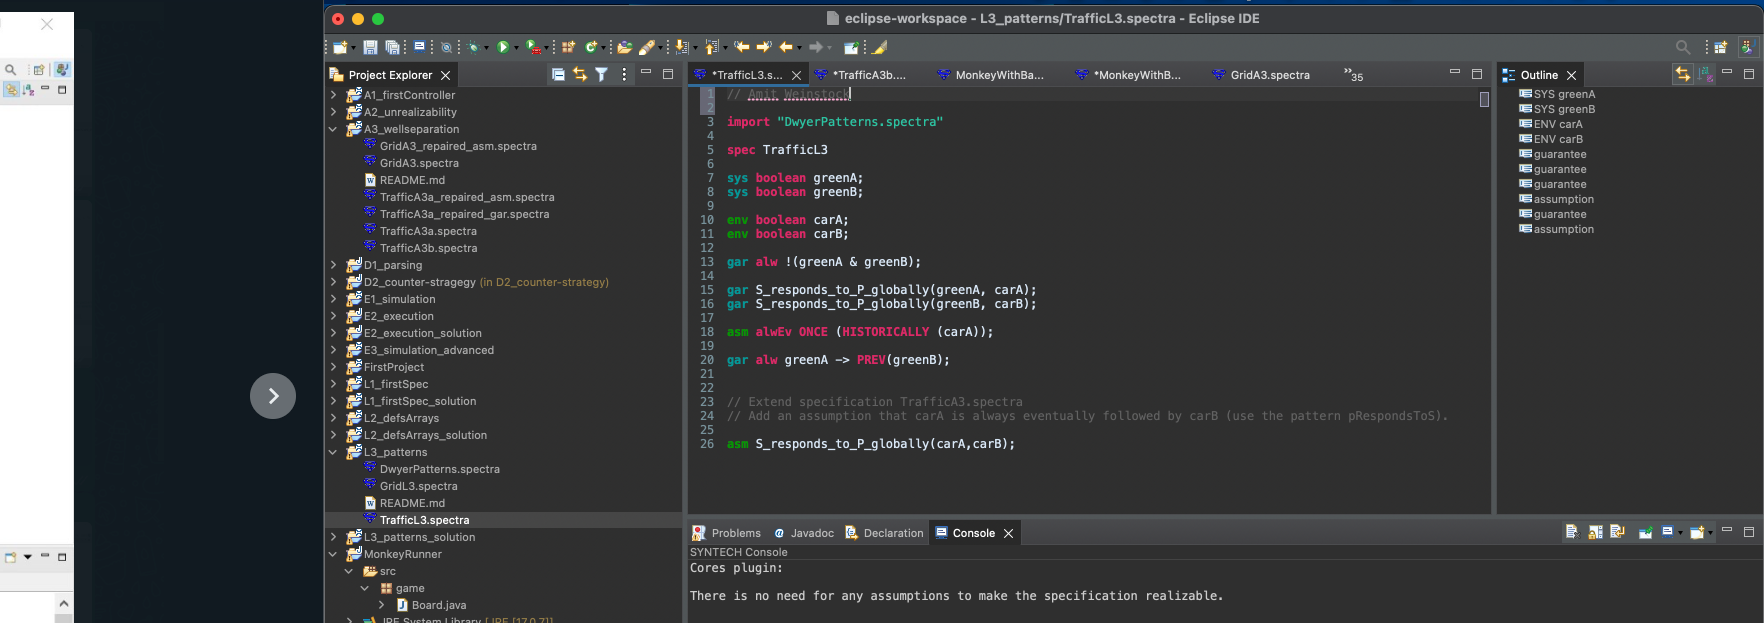 eclipse-workspace - L3_patterns/TrafficL3.spectra - Eclipse IDE
Project Explorer
A1_firstController
A2_unrealizability
A3_wellseparation
GridA3_repaired_asm.spectra
GridA3.spectra
README.md
TrafficA3a_repaired_asm.spectra
TrafficA3a_repaired_gar.spectra
TrafficA3a.spectra
TrafficA3b.spectra
D1_parsing
D2_counter-stragegy (in D2_counter-strategy)
E1_simulation
E2_execution
E2_execution_solution
E3_simulation_advanced
FirstProject
L1_firstSpec
L1_firstSpec_solution
L2_defsArrays
L2_defsArrays_solution
L3_patterns
DwyerPatterns.spectra
GridL3.spectra
README.md
TrafficL3.spectra
L3_patterns_solution
MonkeyRunner
src
game
Board.java
JRE System Library [JRE [17.0.7]]
*TrafficL3.s... *TrafficA3b.... MonkeyWithBa... *MonkeyWithB... GridA3.spectra »35
1 // Amit Weinstock
2
3 import "DwyerPatterns.spectra"
4
5 spec TrafficL3
6
7 sys boolean greenA;
8 sys boolean greenB;
9
10 env boolean carA;
11 env boolean carB;
12
13 gar alw !(greenA & greenB);
14
15 gar S_responds_to_P_globally(greenA, carA);
16 gar S_responds_to_P_globally(greenB, carB);
17
18 asm alwEv ONCE (HISTORICALLY (carA));
19
20 gar alw greenA -> PREV(greenB);
21
22
23 // Extend specification TrafficA3.spectra
24 // Add an assumption that carA is always eventually followed by carB (use the pattern pRespondsToS).
25
26 asm S_responds_to_P_globally(carA,carB);
Outline
SYS greenA
SYS greenB
ENV carA
ENV carB
guarantee
guarantee
guarantee
assumption
guarantee
assumption
Problems Javadoc Declaration Console
SYNTECH Console
Cores plugin:
There is no need for any assumptions to make the specification realizable.